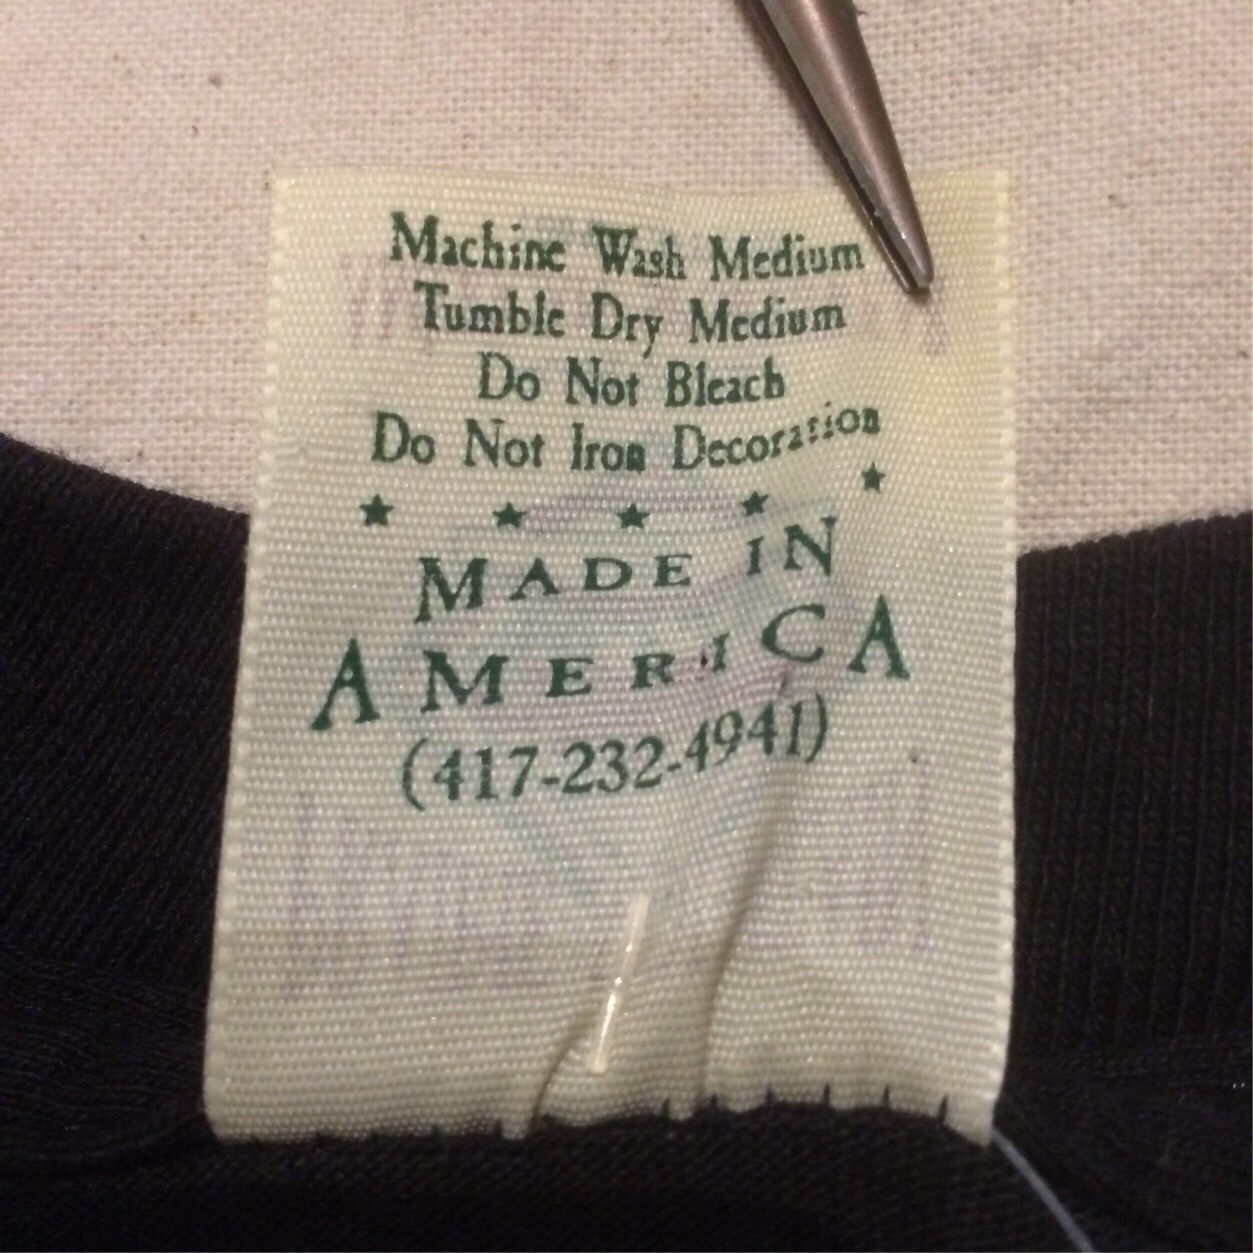 Machine Wash Medium
Tumble Dry Medium
Do Not Bleach
Do Not Iron Decoration
★ ★ ★ ★ ★
MADE IN
AMERICA
(417-232-4941)